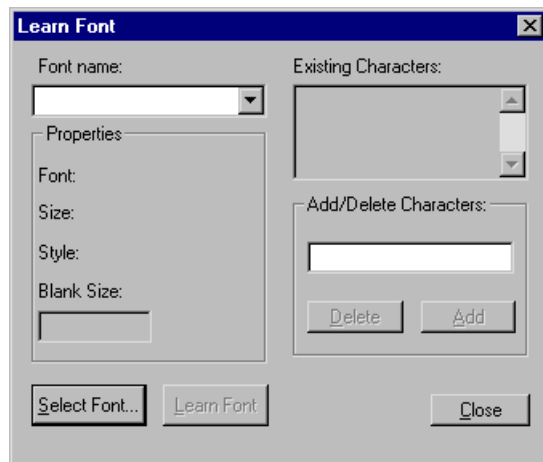 Learn Font
Font name:
Existing Characters:
Properties
Font:
Size:
Style:
Blank Size:
Add/Delete Characters:
Delete
Add
Select Font...
Learn Font
Close